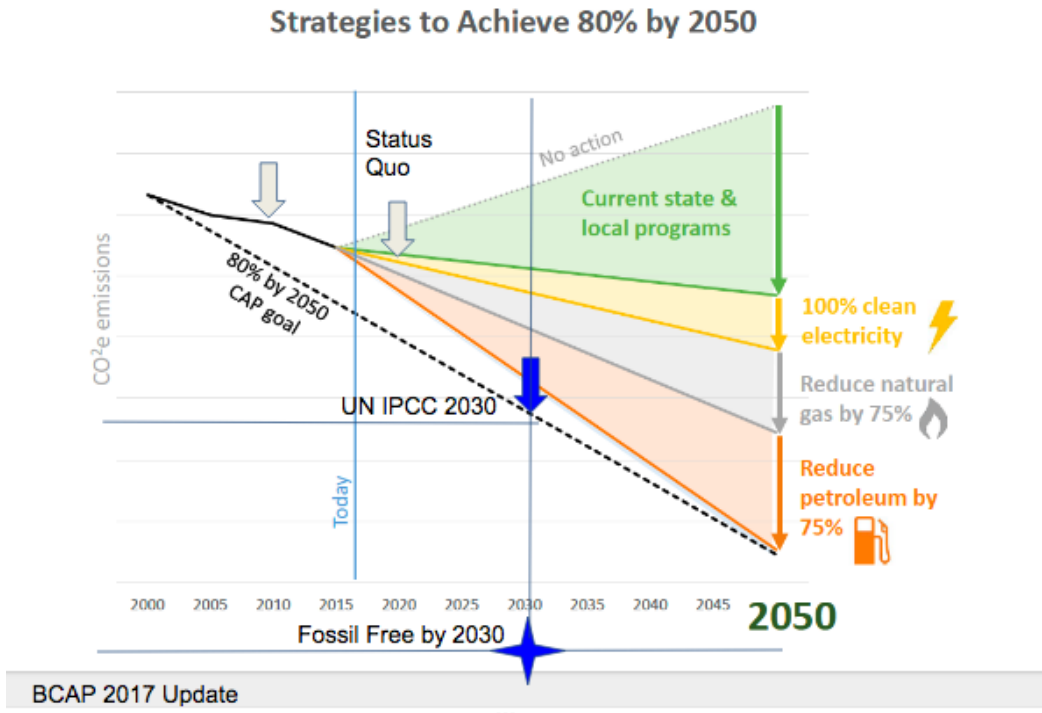 Strategies to Achieve 80% by 2050
Status
Quo
No action
Current state &
local programs
CO²e emissions
80% by 2050
CAP goal
100% clean
electricity
Reduce natural
gas by 75%
UN IPCC 2030
Reduce
petroleum by
75%
Today
2000 2005 2010 2015 2020 2025 2030 2035 2040 2045 2050
Fossil Free by 2030
BCAP 2017 Update